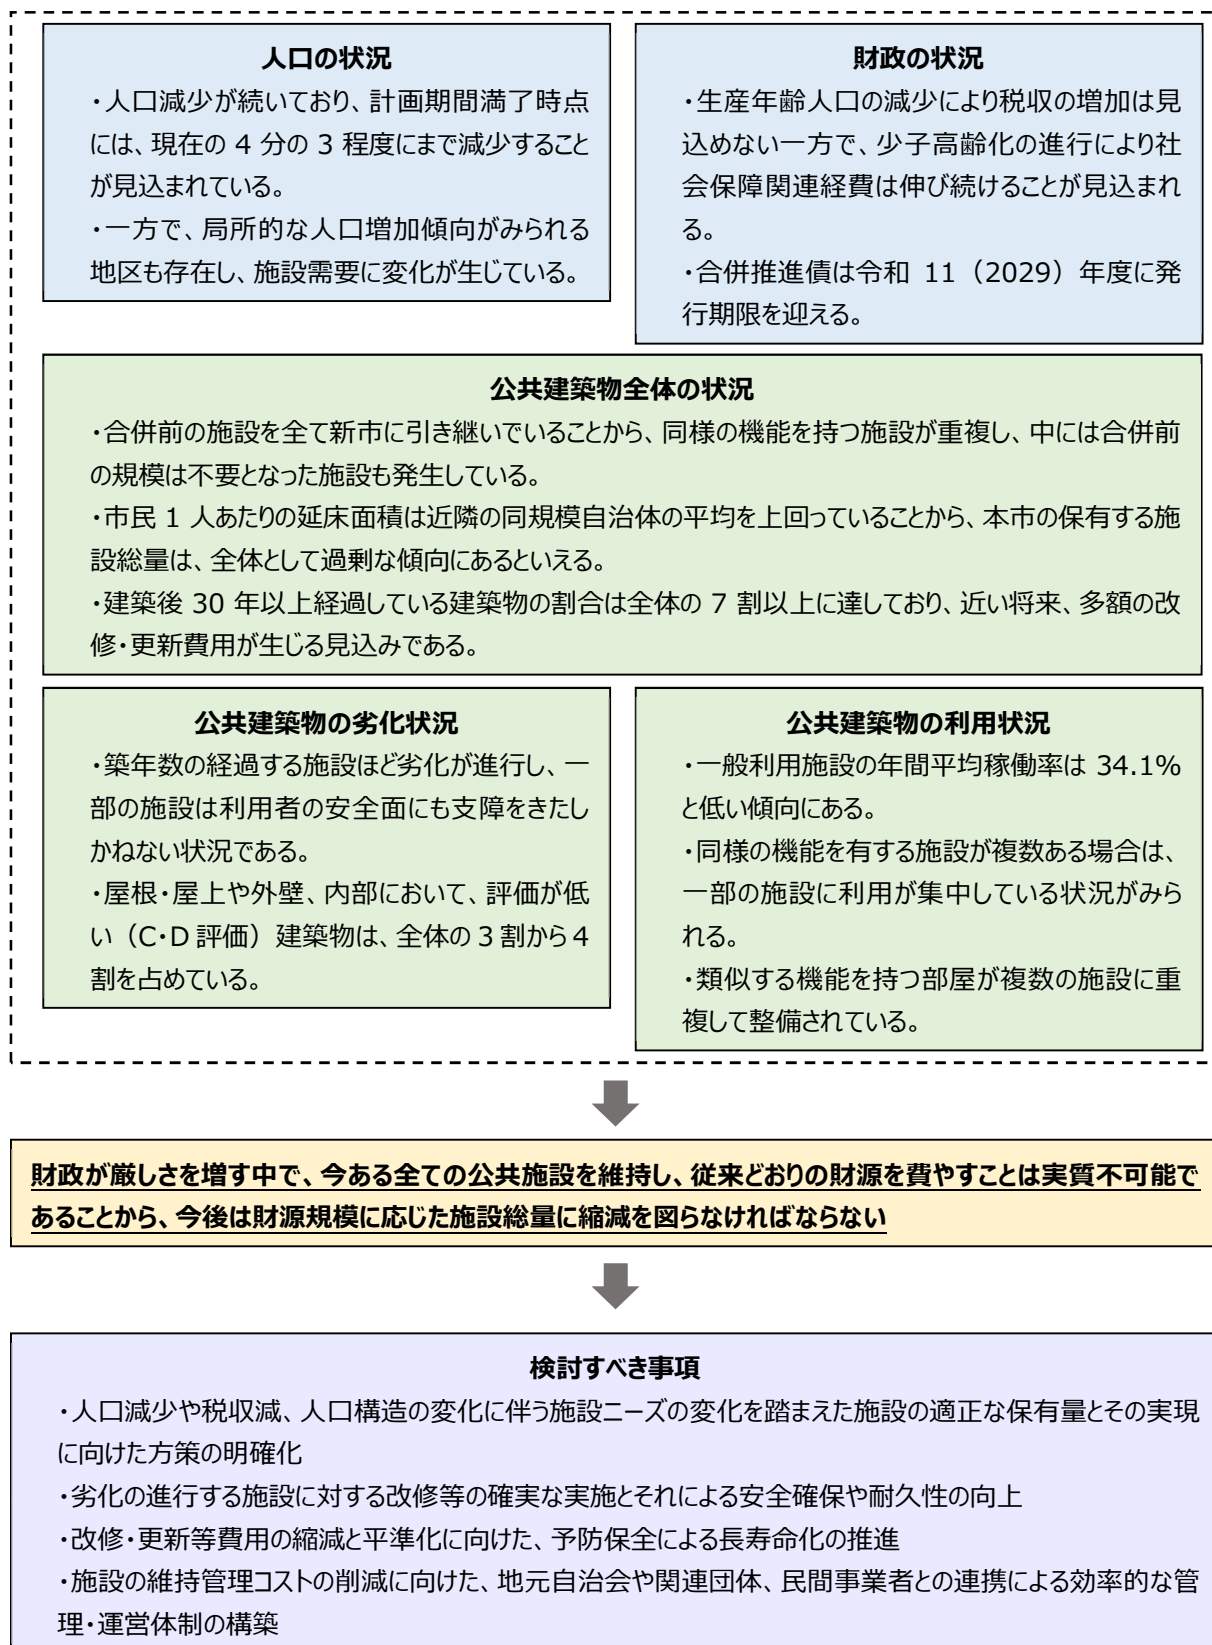 人口の状況
・人口減少が続いており、計画期間満了時点
には、現在の 4 分の 3 程度にまで減少すること
が見込まれている。
・一方で、局所的な人口増加傾向がみられる
地区も存在し、施設需要に変化が生じている。
財政の状況
・生産年齢人口の減少により税収の増加は見
込めない一方で、少子高齢化の進行により社
会保障関連経費は伸び続けることが見込まれ
る。
・合併推進債は令和 11（2029）年度に発
行期限を迎える。
公共建築物全体の状況
・合併前の施設を全て新市に引き継いでいることから、同様の機能を持つ施設が重複し、中には合併前
の規模は不要となった施設も発生している。
・市民 1 人あたりの延床面積は近隣の同規模自治体の平均を上回っていることから、本市の保有する施
設総量は、全体として過剰な傾向にあるといえる。
・建築後 30 年以上経過している建築物の割合は全体の 7 割以上に達しており、近い将来、多額の改
修・更新費用が生じる見込みである。
公共建築物の劣化状況
・築年数の経過する施設ほど劣化が進行し、一
部の施設は利用者の安全面にも支障をきたし
かねない状況である。
・屋根・屋上や外壁、内部において、評価が低
い（C・D 評価）建築物は、全体の３割から４
割を占めている。
公共建築物の利用状況
・一般利用施設の年間平均稼働率は 34.1%
と低い傾向にある。
・同様の機能を有する施設が複数ある場合は、
一部の施設に利用が集中している状況がみら
れる。
・類似する機能を持つ部屋が複数の施設に重
複して整備されている。
財政が厳しさを増す中で、今ある全ての公共施設を維持し、従来どおりの財源を費やすことは実質不可能で
あることから、今後は財源規模に応じた施設総量に縮減を図らなければならない
検討すべき事項
・人口減少や税収減、人口構造の変化に伴う施設ニーズの変化を踏まえた施設の適正な保有量とその実現
に向けた方策の明確化
・劣化の進行する施設に対する改修等の確実な実施とそれによる安全確保や耐久性の向上
・改修・更新等費用の縮減と平準化に向けた、予防保全による長寿命化の推進
・施設の維持管理コストの削減に向けた、地元自治会や関連団体、民間事業者との連携による効率的な管
理・運営体制の構築